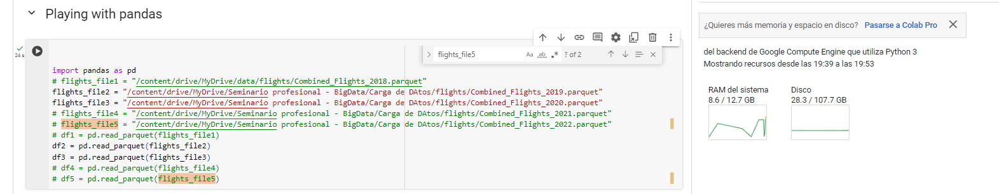 Playing with pandas
24 s
flights_file5
Aa
ab
.*
? of 2
import pandas as pd
# flights_file1 = "/content/drive/MyDrive/data/flights/Combined_Flights_2018.parquet"
flights_file2 = "/content/drive/MyDrive/Seminario profesional - BigData/Carga de DAtos/flights/Combined_Flights_2019.parquet"
flights_file3 = "/content/drive/MyDrive/Seminario profesional - BigData/Carga de DAtos/flights/Combined_Flights_2020.parquet"
# flights_file4 = "/content/drive/MyDrive/Seminario profesional - BigData/Carga de DAtos/flights/Combined_Flights_2021.parquet"
# flights_file5 = "/content/drive/MyDrive/Seminario profesional - BigData/Carga de DAtos/flights/Combined_Flights_2022.parquet"
# df1 = pd.read_parquet(flights_file1)
df2 = pd.read_parquet(flights_file2)
df3 = pd.read_parquet(flights_file3)
# df4 = pd.read_parquet(flights_file4)
# df5 = pd.read_parquet(flights_file5)
¿Quieres más memoria y espacio en disco? Pasarse a Colab Pro
del backend de Google Compute Engine que utiliza Python 3
Mostrando recursos desde las 19:39 a las 19:53
RAM del sistema
8.6 / 12.7 GB
Disco
28.3 / 107.7 GB